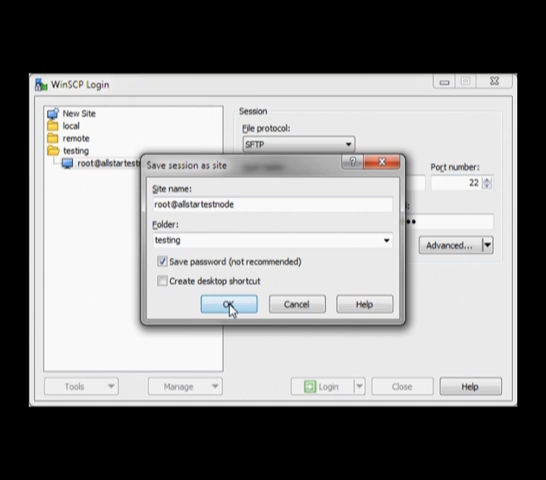 WinSCP Login
New Site
local
remote
testing
root@allstartest
Session
File protocol:
SFTP
Port number:
22
Advanced...
Save session as site
Site name:
root@allstartestnode
Folder:
testing
Save password (not recommended)
Create desktop shortcut
OK
Cancel
Help
Tools
Manage
Login
Close
Help